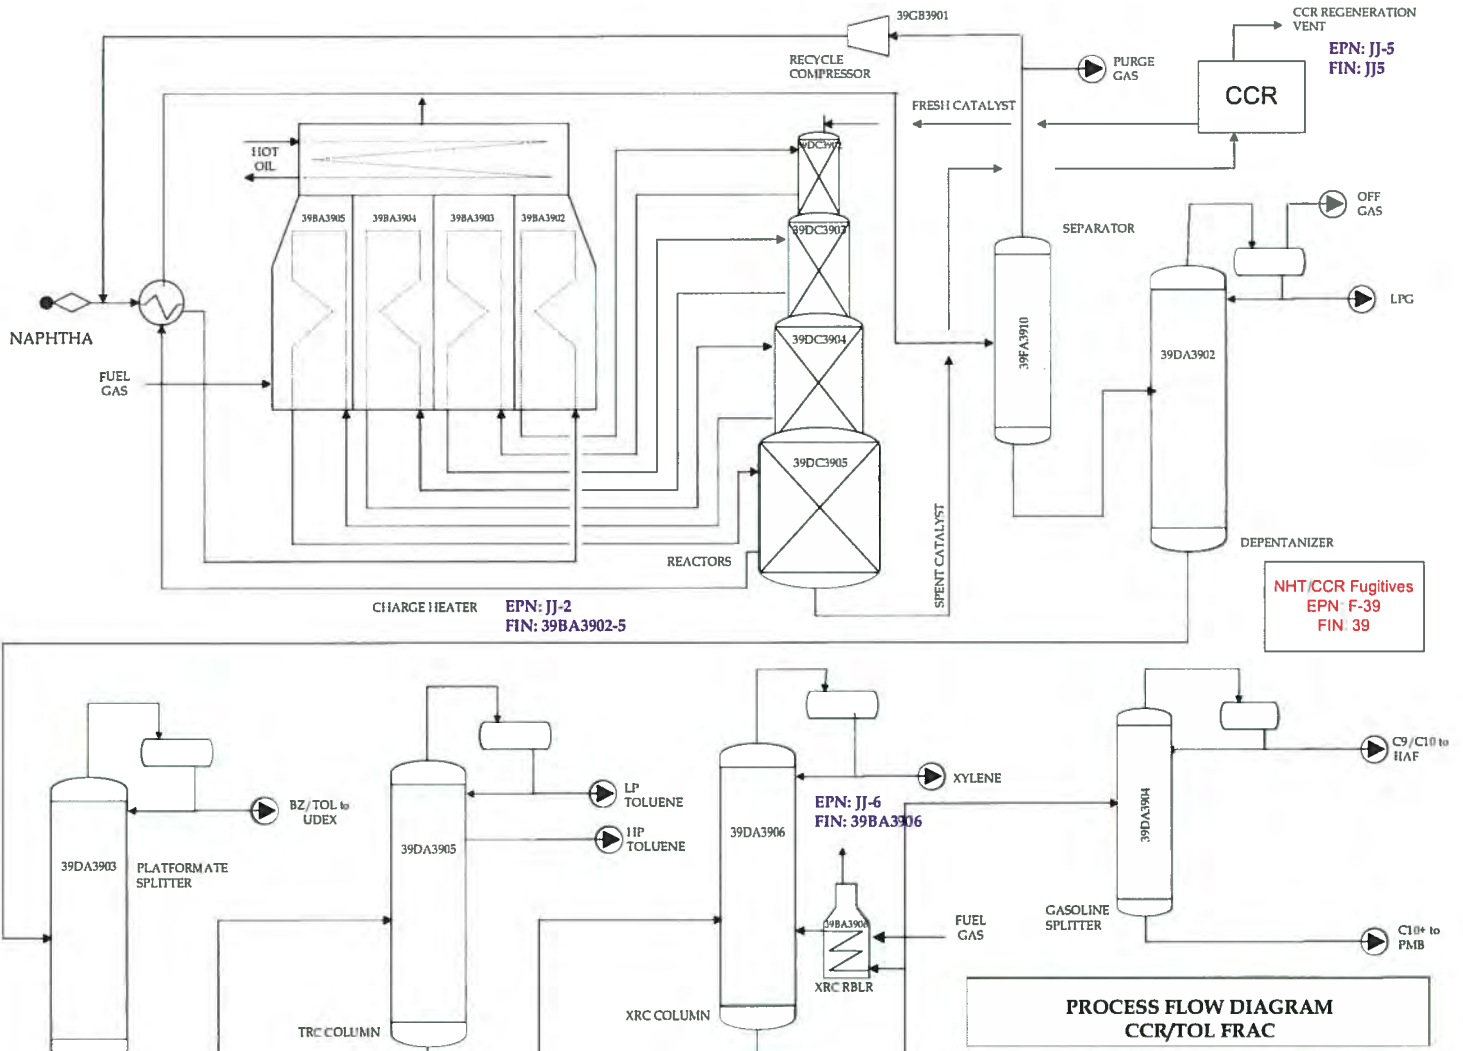 39GB3901
CCR REGENERATION
VENT
EPN: JJ-5
FIN: JJ5
RECYCLE
COMPRESSOR
PURGE
GAS
CCR
FRESH CATALYST
HOT
OIL
39DC3902
39BA3905
39BA3904
39BA3903
39BA3902
39DC3903
SEPARATOR
OFF
GAS
NAPHTHA
LPG
39DC3904
39FA3910
39DA3902
FUEL
GAS
39DC3905
SPENT CATALYST
REACTORS
DEPENTANIZER
CHARGE HEATER
EPN: JJ-2
FIN: 39BA3902-5
NHT/CCR Fugitives
EPN: F-39
FIN: 39
C9/C10 to
HAF
XYLENE
LP
TOLUENE
BZ/TOL to
UDEX
EPN: JJ-6
FIN: 39BA3906
HP
TOLUENE
39DA3903
PLATFORMATE
SPLITTER
39DA3905
39DA3906
39DA3904
39BA3906
FUEL
GAS
GASOLINE
SPLITTER
C10+ to
PMB
XRC RBLR
XRC COLUMN
TRC COLUMN
PROCESS FLOW DIAGRAM
CCR/TOL FRAC